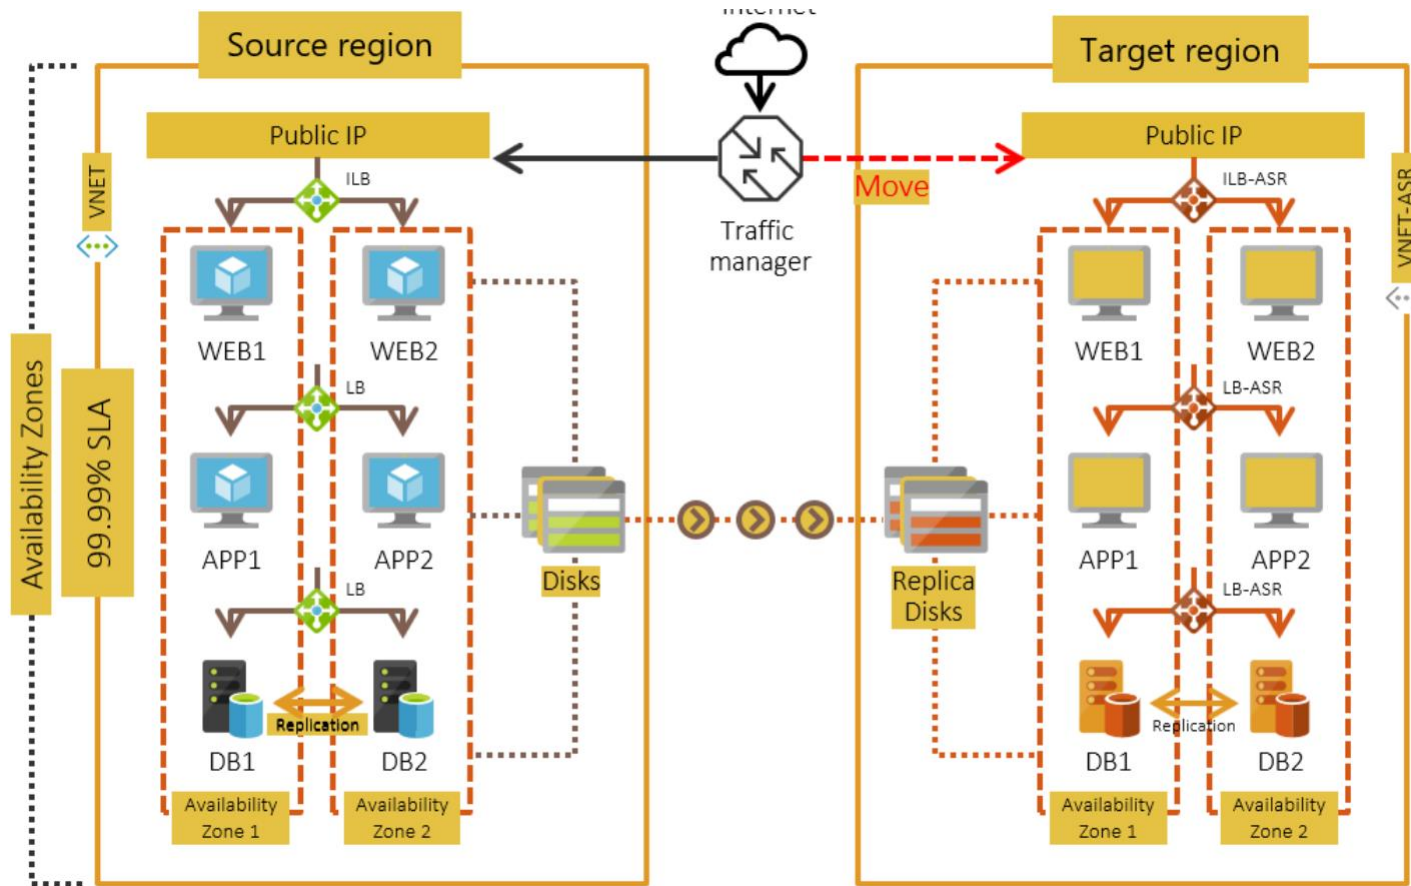 Internet
Source region
Target region
Public IP
Public IP
VNET
ILB
Move
ILB-ASR
VNET-ASR
Traffic
manager
WEB1
WEB2
WEB1
WEB2
Availability Zones
99.99% SLA
LB
LB-ASR
APP1
APP2
Disks
Replica
Disks
APP1
APP2
LB
LB-ASR
Replication
Replication
DB1
DB2
DB1
DB2
Availability
Zone 1
Availability
Zone 2
Availability
Zone 1
Availability
Zone 2